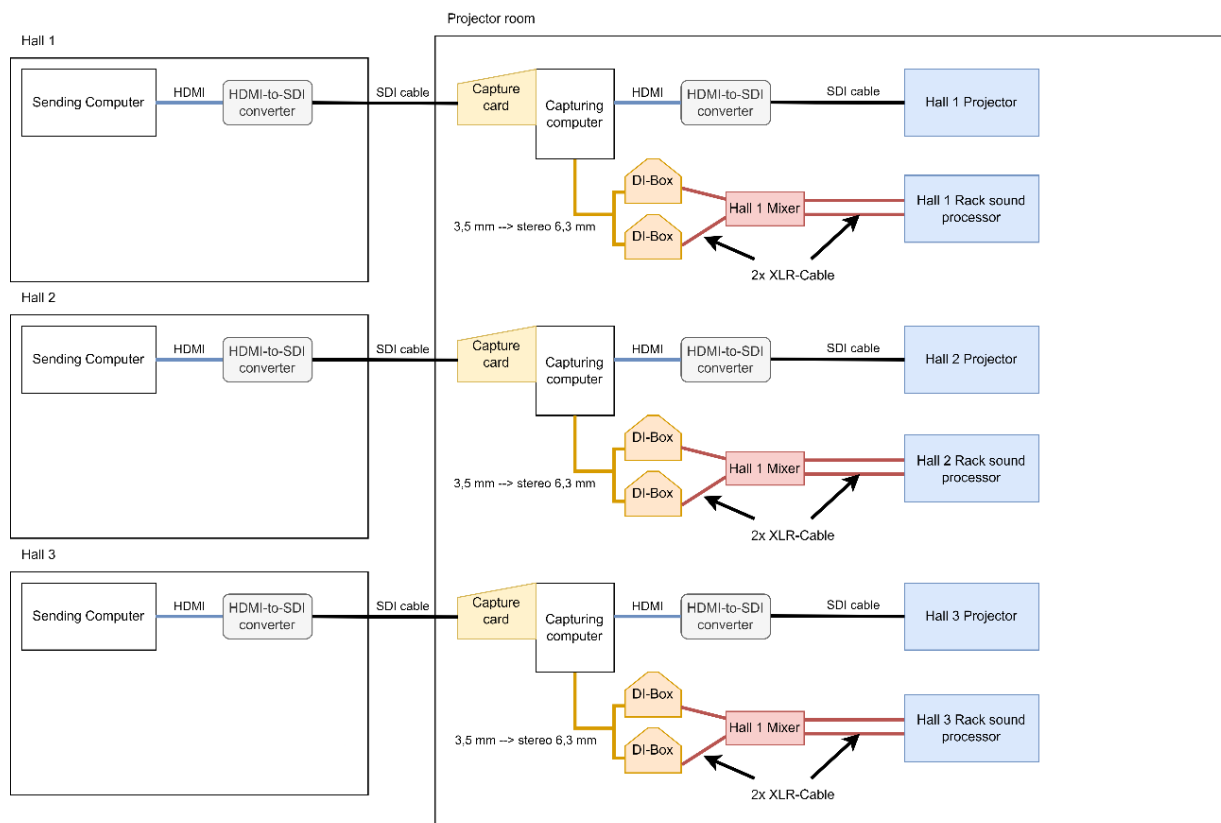 Projector room
Hall 1
Sending Computer
HDMI
HDMI-to-SDI
converter
SDI cable
Capture
card
Capturing
computer
HDMI
HDMI-to-SDI
converter
SDI cable
Hall 1 Projector
DI-Box
DI-Box
3,5 mm --> stereo 6,3 mm
Hall 1 Mixer
Hall 1 Rack sound
processor
2x XLR-Cable
Hall 2
Sending Computer
HDMI
HDMI-to-SDI
converter
SDI cable
Capture
card
Capturing
computer
HDMI
HDMI-to-SDI
converter
SDI cable
Hall 2 Projector
DI-Box
DI-Box
3,5 mm --> stereo 6,3 mm
Hall 1 Mixer
Hall 2 Rack sound
processor
2x XLR-Cable
Hall 3
Sending Computer
HDMI
HDMI-to-SDI
converter
SDI cable
Capture
card
Capturing
computer
HDMI
HDMI-to-SDI
converter
SDI cable
Hall 3 Projector
DI-Box
DI-Box
3,5 mm --> stereo 6,3 mm
Hall 1 Mixer
Hall 3 Rack sound
processor
2x XLR-Cable